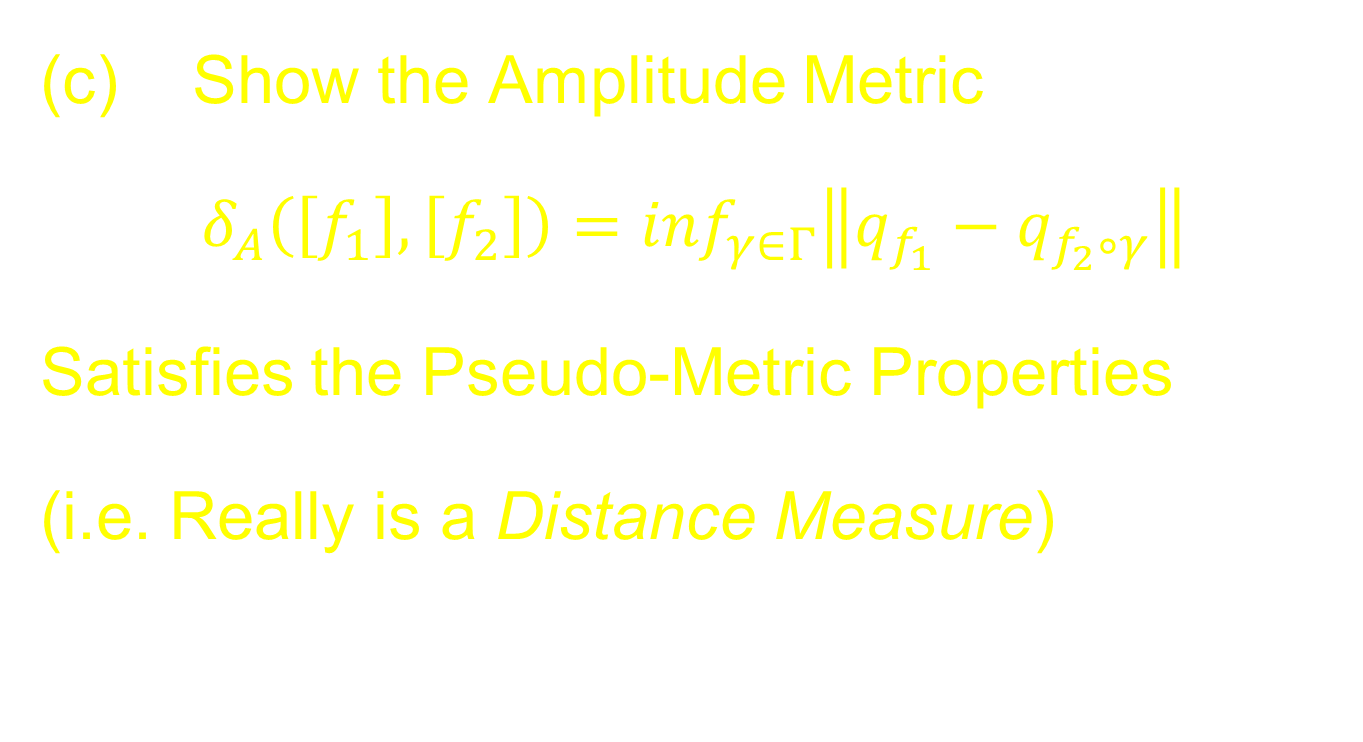 (c) Show the Amplitude Metric
𝛿_A([f_1], [f_2]) = inf_{γ∈Γ}‖q_{f_1} − q_{f_2∘γ}‖
Satisfies the Pseudo-Metric Properties
(i.e. Really is a Distance Measure)